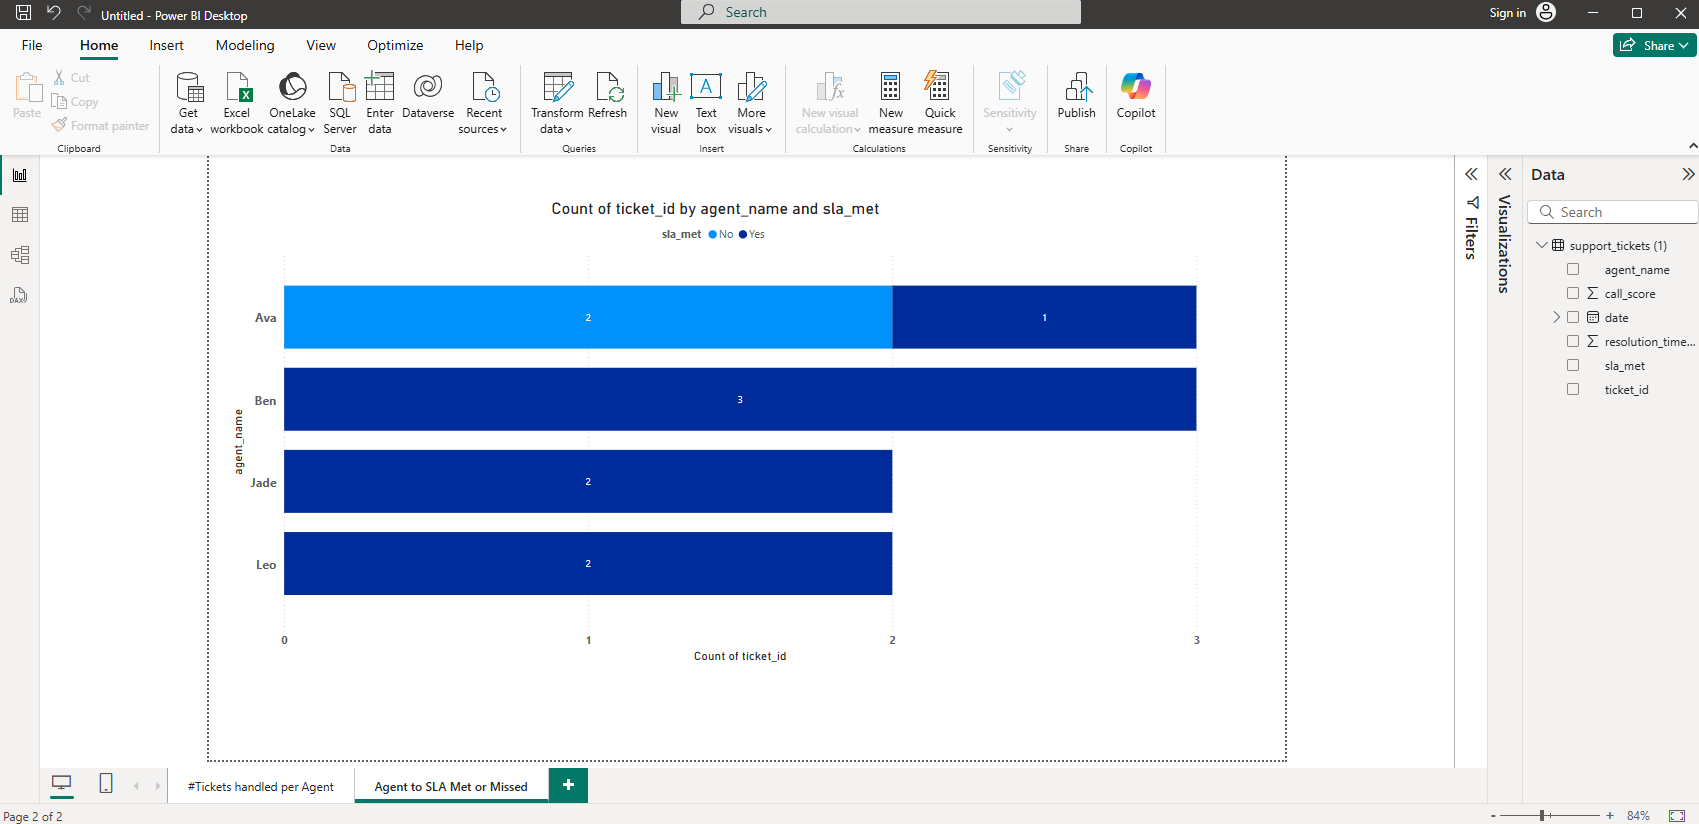 Untitled - Power BI Desktop
Search
Sign in
File Home Insert Modeling View Optimize Help
Share
Paste
Cut
Copy
Format painter
Clipboard
Get data
Excel workbook
OneLake catalog
SQL Server
Enter data
Dataverse
Recent sources
Data
Transform data
Refresh
Queries
New visual
Text box
More visuals
Insert
New visual calculation
New measure
Quick measure
Calculations
Sensitivity
Sensitivity
Publish
Share
Copilot
Copilot
Count of ticket_id by agent_name and sla_met
sla_met No Yes
Ava 2 1
Ben 3
Jade 2
Leo 2
agent_name
0 1 2 3
Count of ticket_id
Filters
Visualizations
Data
Search
support_tickets (1)
agent_name
call_score
date
resolution_time...
sla_met
ticket_id
#Tickets handled per Agent
Agent to SLA Met or Missed
Page 2 of 2
- + 84%